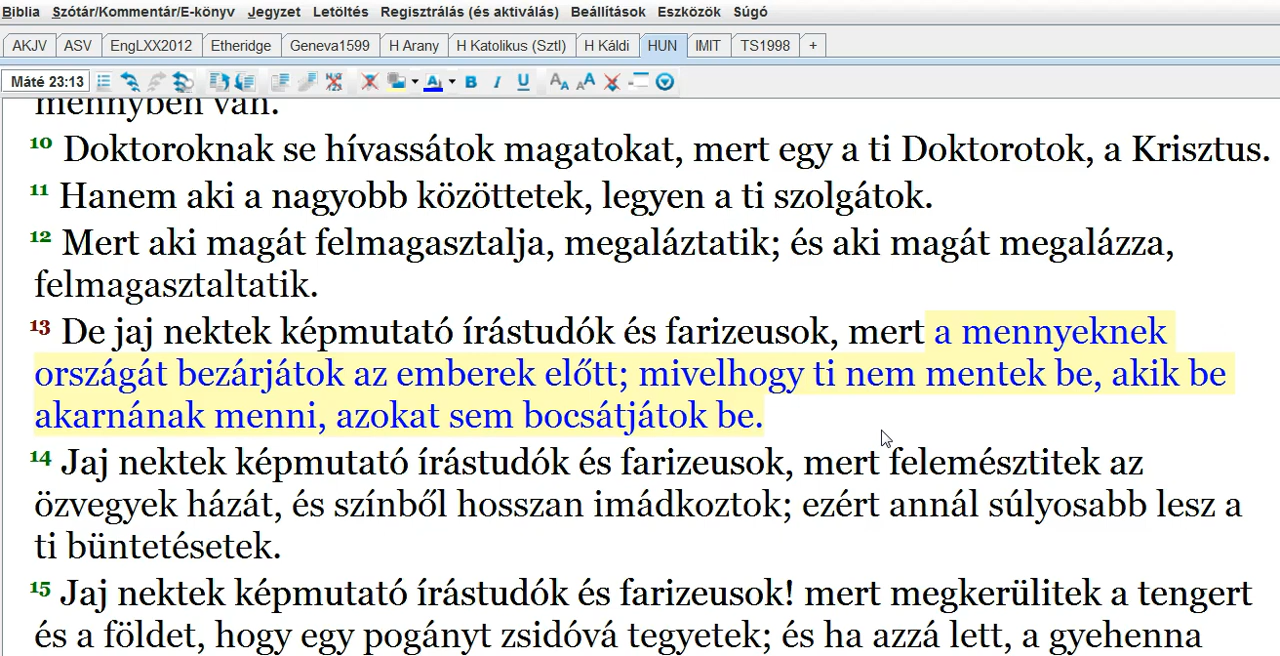 Biblia Szótár/Kommentár/E-könyv Jegyzet Letöltés Regisztrálás (és aktiválás) Beállítások Eszközök Súgó
AKJV ASV EngLXX2012 Etheridge Geneva1599 H Arany H Katolikus (SztI) H Káldi HUN IMIT TS1998 +
Máté 23:13
mennyben van.
10 Doktoroknak se hívassátok magatokat, mert egy a ti Doktorotok, a Krisztus.
11 Hanem aki a nagyobb közöttetek, legyen a ti szolgátok.
12 Mert aki magát felmagasztalja, megaláztatik; és aki magát megalázza,
felmagasztaltatik.
13 De jaj nektek képmutató írástudók és farizeusok, mert a mennyeknek
országát bezárjátok az emberek előtt; mivelhogy ti nem mentek be, akik be
akarnának menni, azokat sem bocsátjátok be.
14 Jaj nektek képmutató írástudók és farizeusok, mert felemésztitek az
özvegyek házát, és színből hosszan imádkoztok; ezért annál súlyosabb lesz a
ti büntetésetek.
15 Jaj nektek képmutató írástudók és farizeusok! mert megkerülitek a tengert
és a földet, hogy egy pogányt zsidóvá tegyetek; és ha azzá lett, a gyehenna